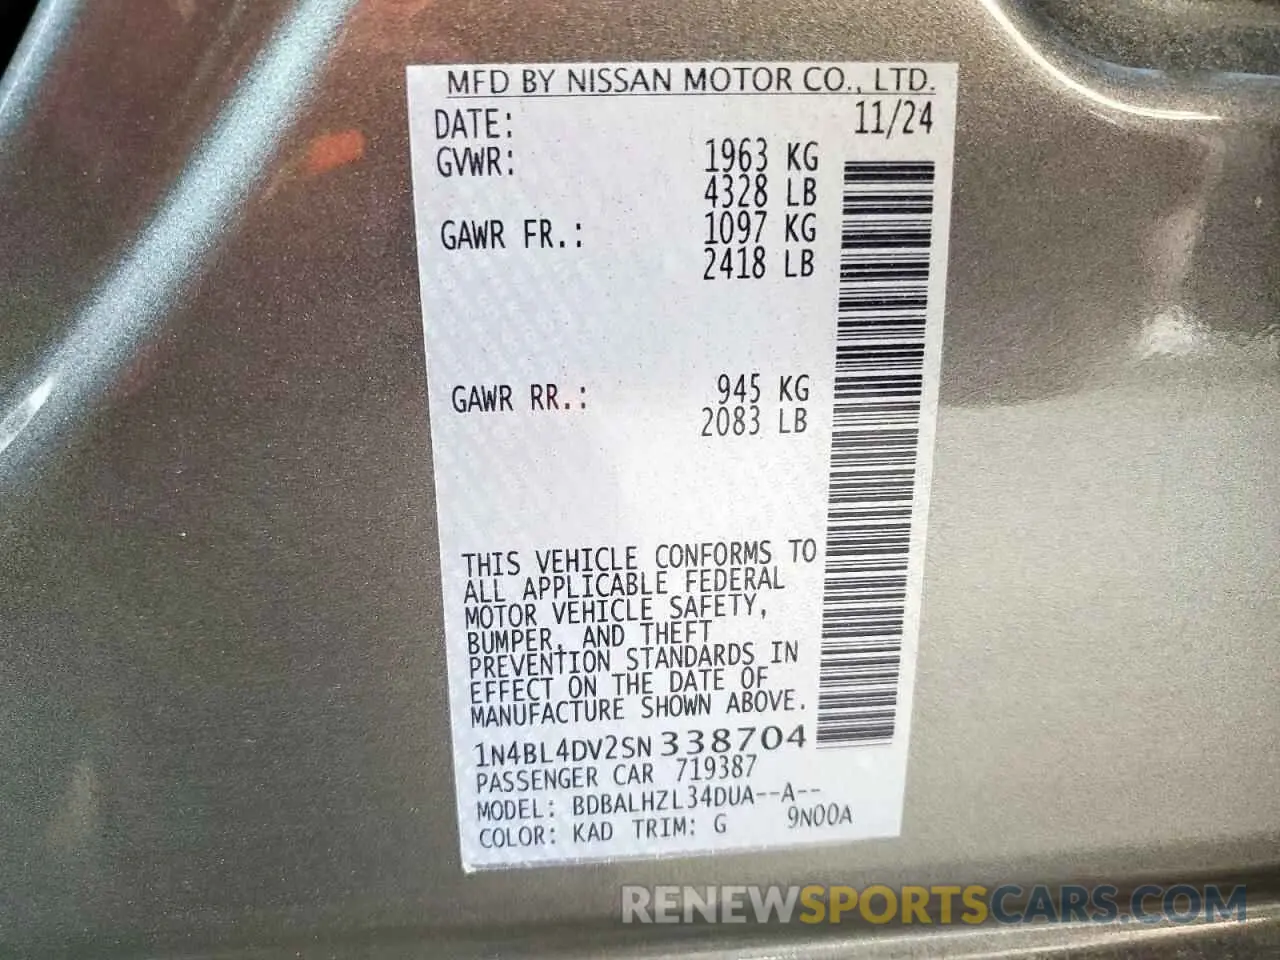 MFD BY NISSAN MOTOR CO., LTD.
DATE: 11/24
GVWR: 1963 KG
4328 LB
GAWR FR.: 1097 KG
2418 LB
GAWR RR.: 945 KG
2083 LB
THIS VEHICLE CONFORMS TO
ALL APPLICABLE FEDERAL
MOTOR VEHICLE SAFETY,
BUMPER, AND THEFT
PREVENTION STANDARDS IN
EFFECT ON THE DATE OF
MANUFACTURE SHOWN ABOVE.
1N4BL4DV2SN338704
PASSENGER CAR 719387
MODEL: BDBALHZL34DUA--A--
COLOR: KAD TRIM: G 9N00A
RENEWSPORTSCARS.COM